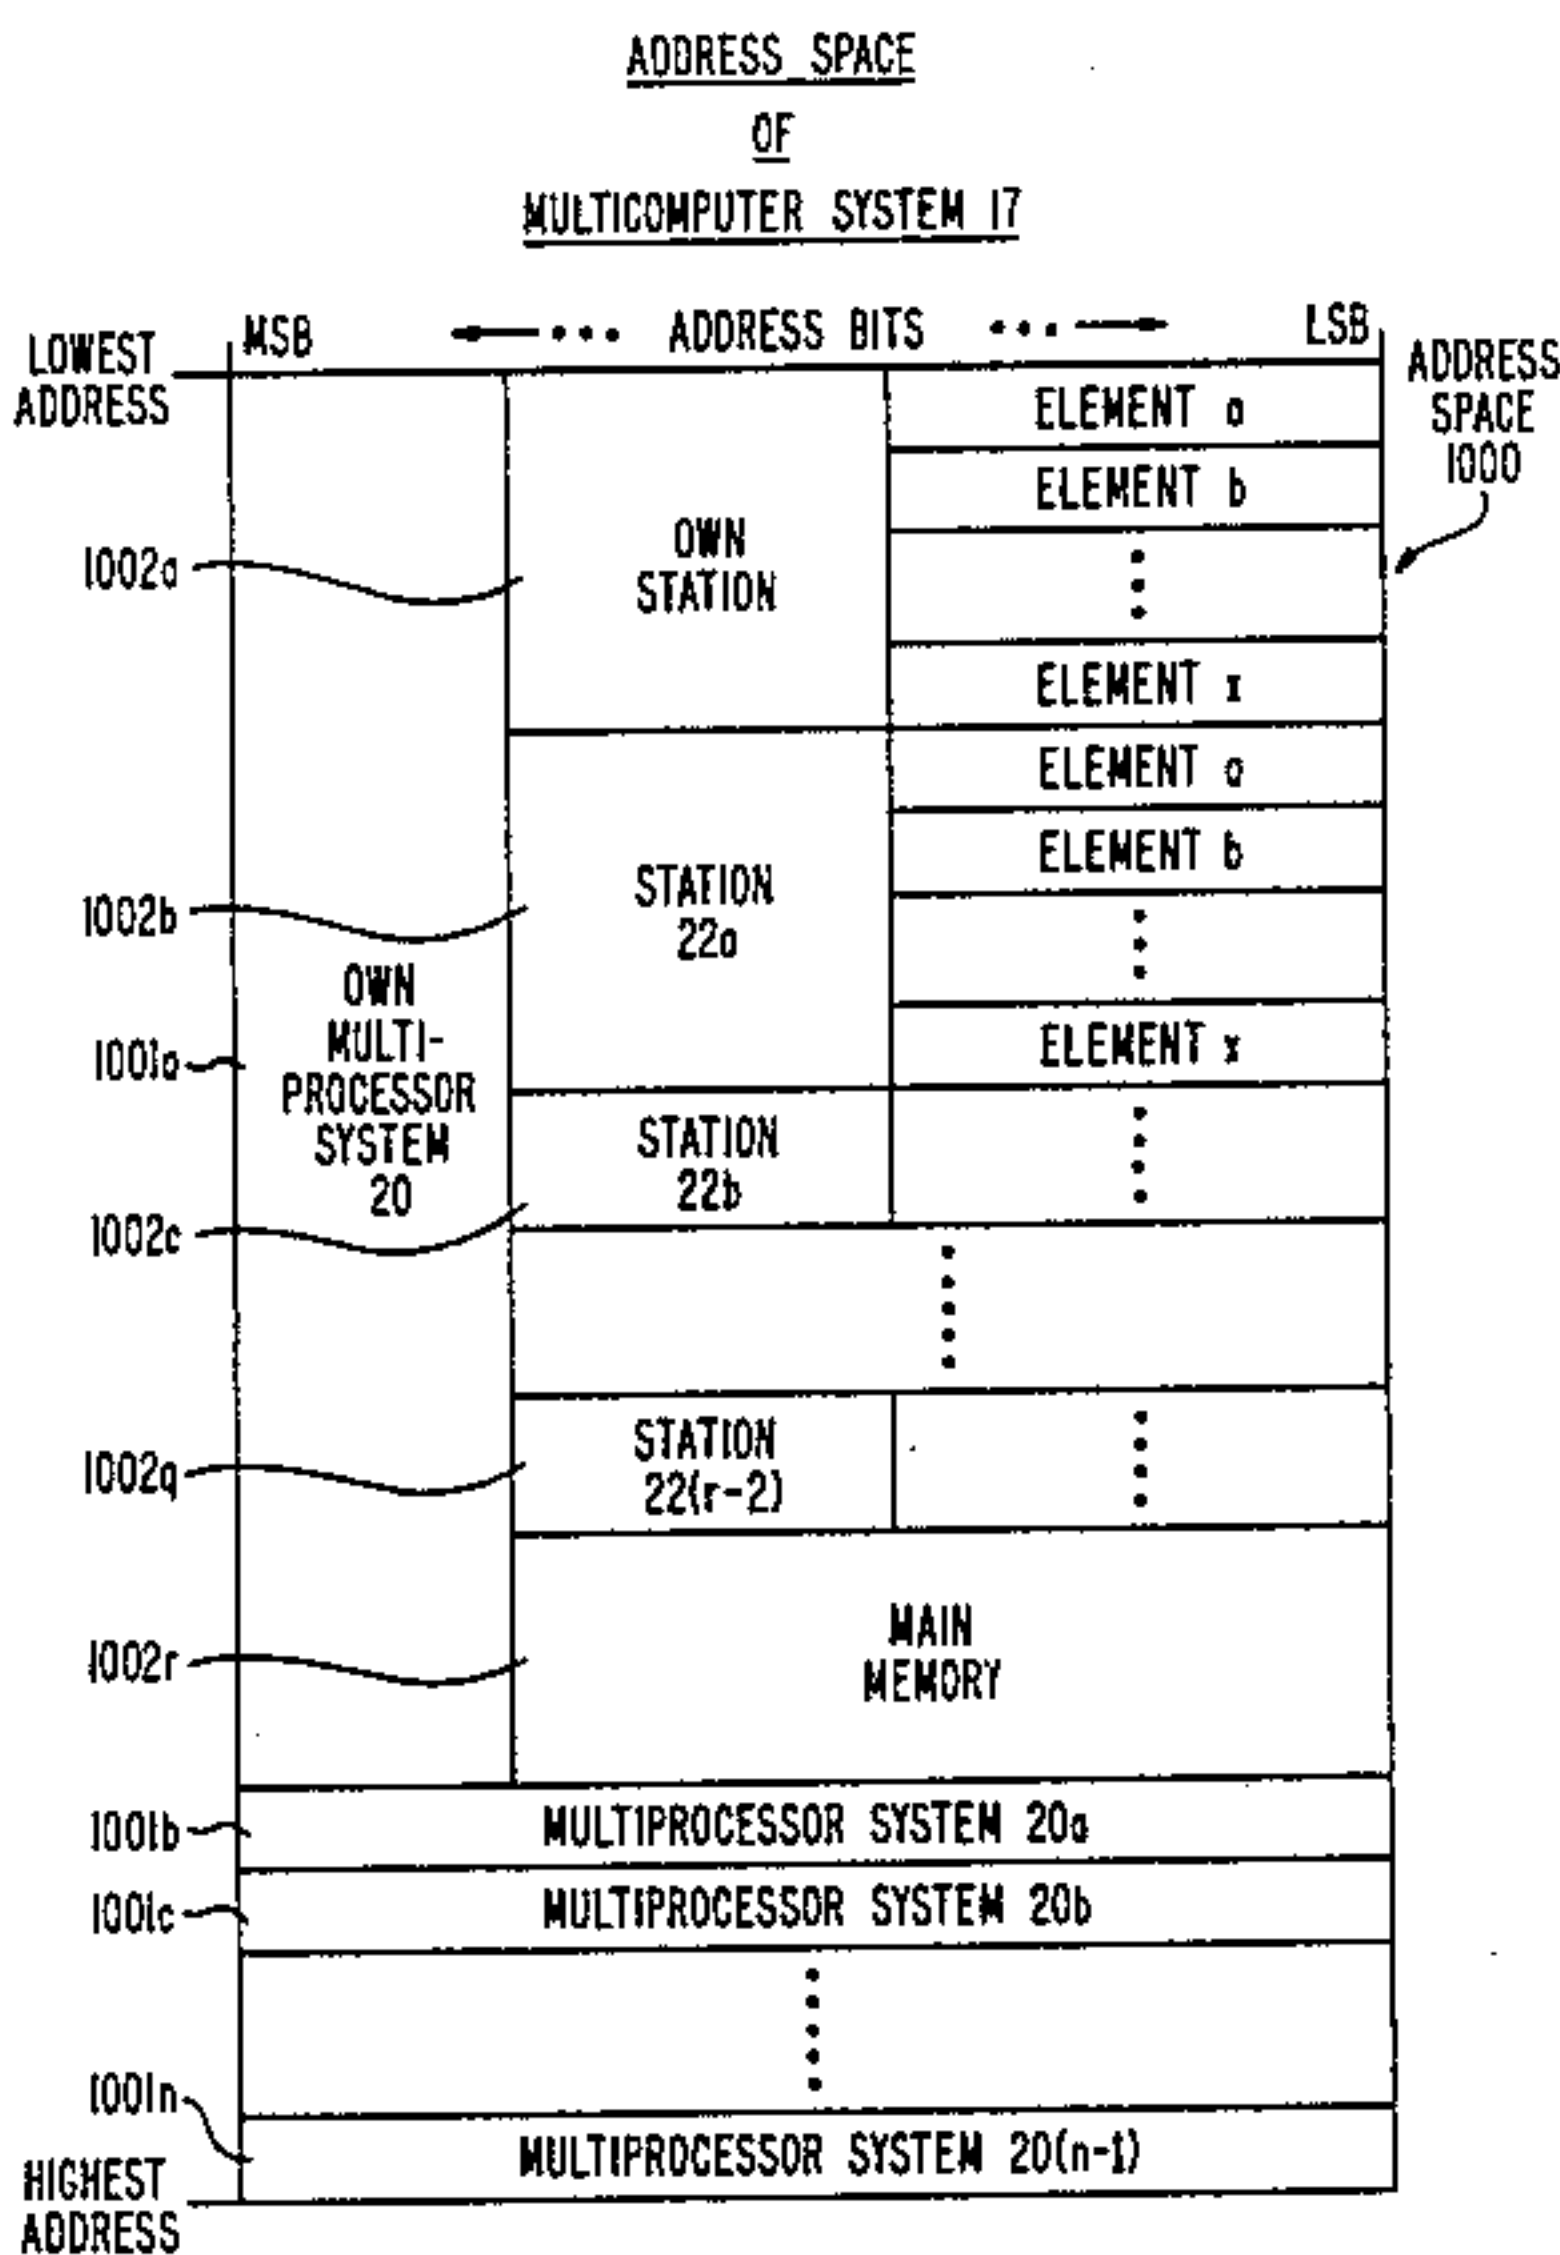 ADDRESS SPACE
OF
MULTICOMPUTER SYSTEM 17
MSB
ADDRESS BITS
LSB
LOWEST
ADDRESS
ADDRESS
SPACE
1000
ELEMENT a
ELEMENT b
OWN
STATION
1002a
ELEMENT x
ELEMENT a
ELEMENT b
STATION
22a
1002b
OWN
MULTI-
PROCESSOR
SYSTEM
20
1001a
ELEMENT x
STATION
22b
1002c
STATION
22(r-2)
1002q
MAIN
MEMORY
1002r
1001b
MULTIPROCESSOR SYSTEM 20a
1001c
MULTIPROCESSOR SYSTEM 20b
1001n
MULTIPROCESSOR SYSTEM 20(n-1)
HIGHEST
ADDRESS